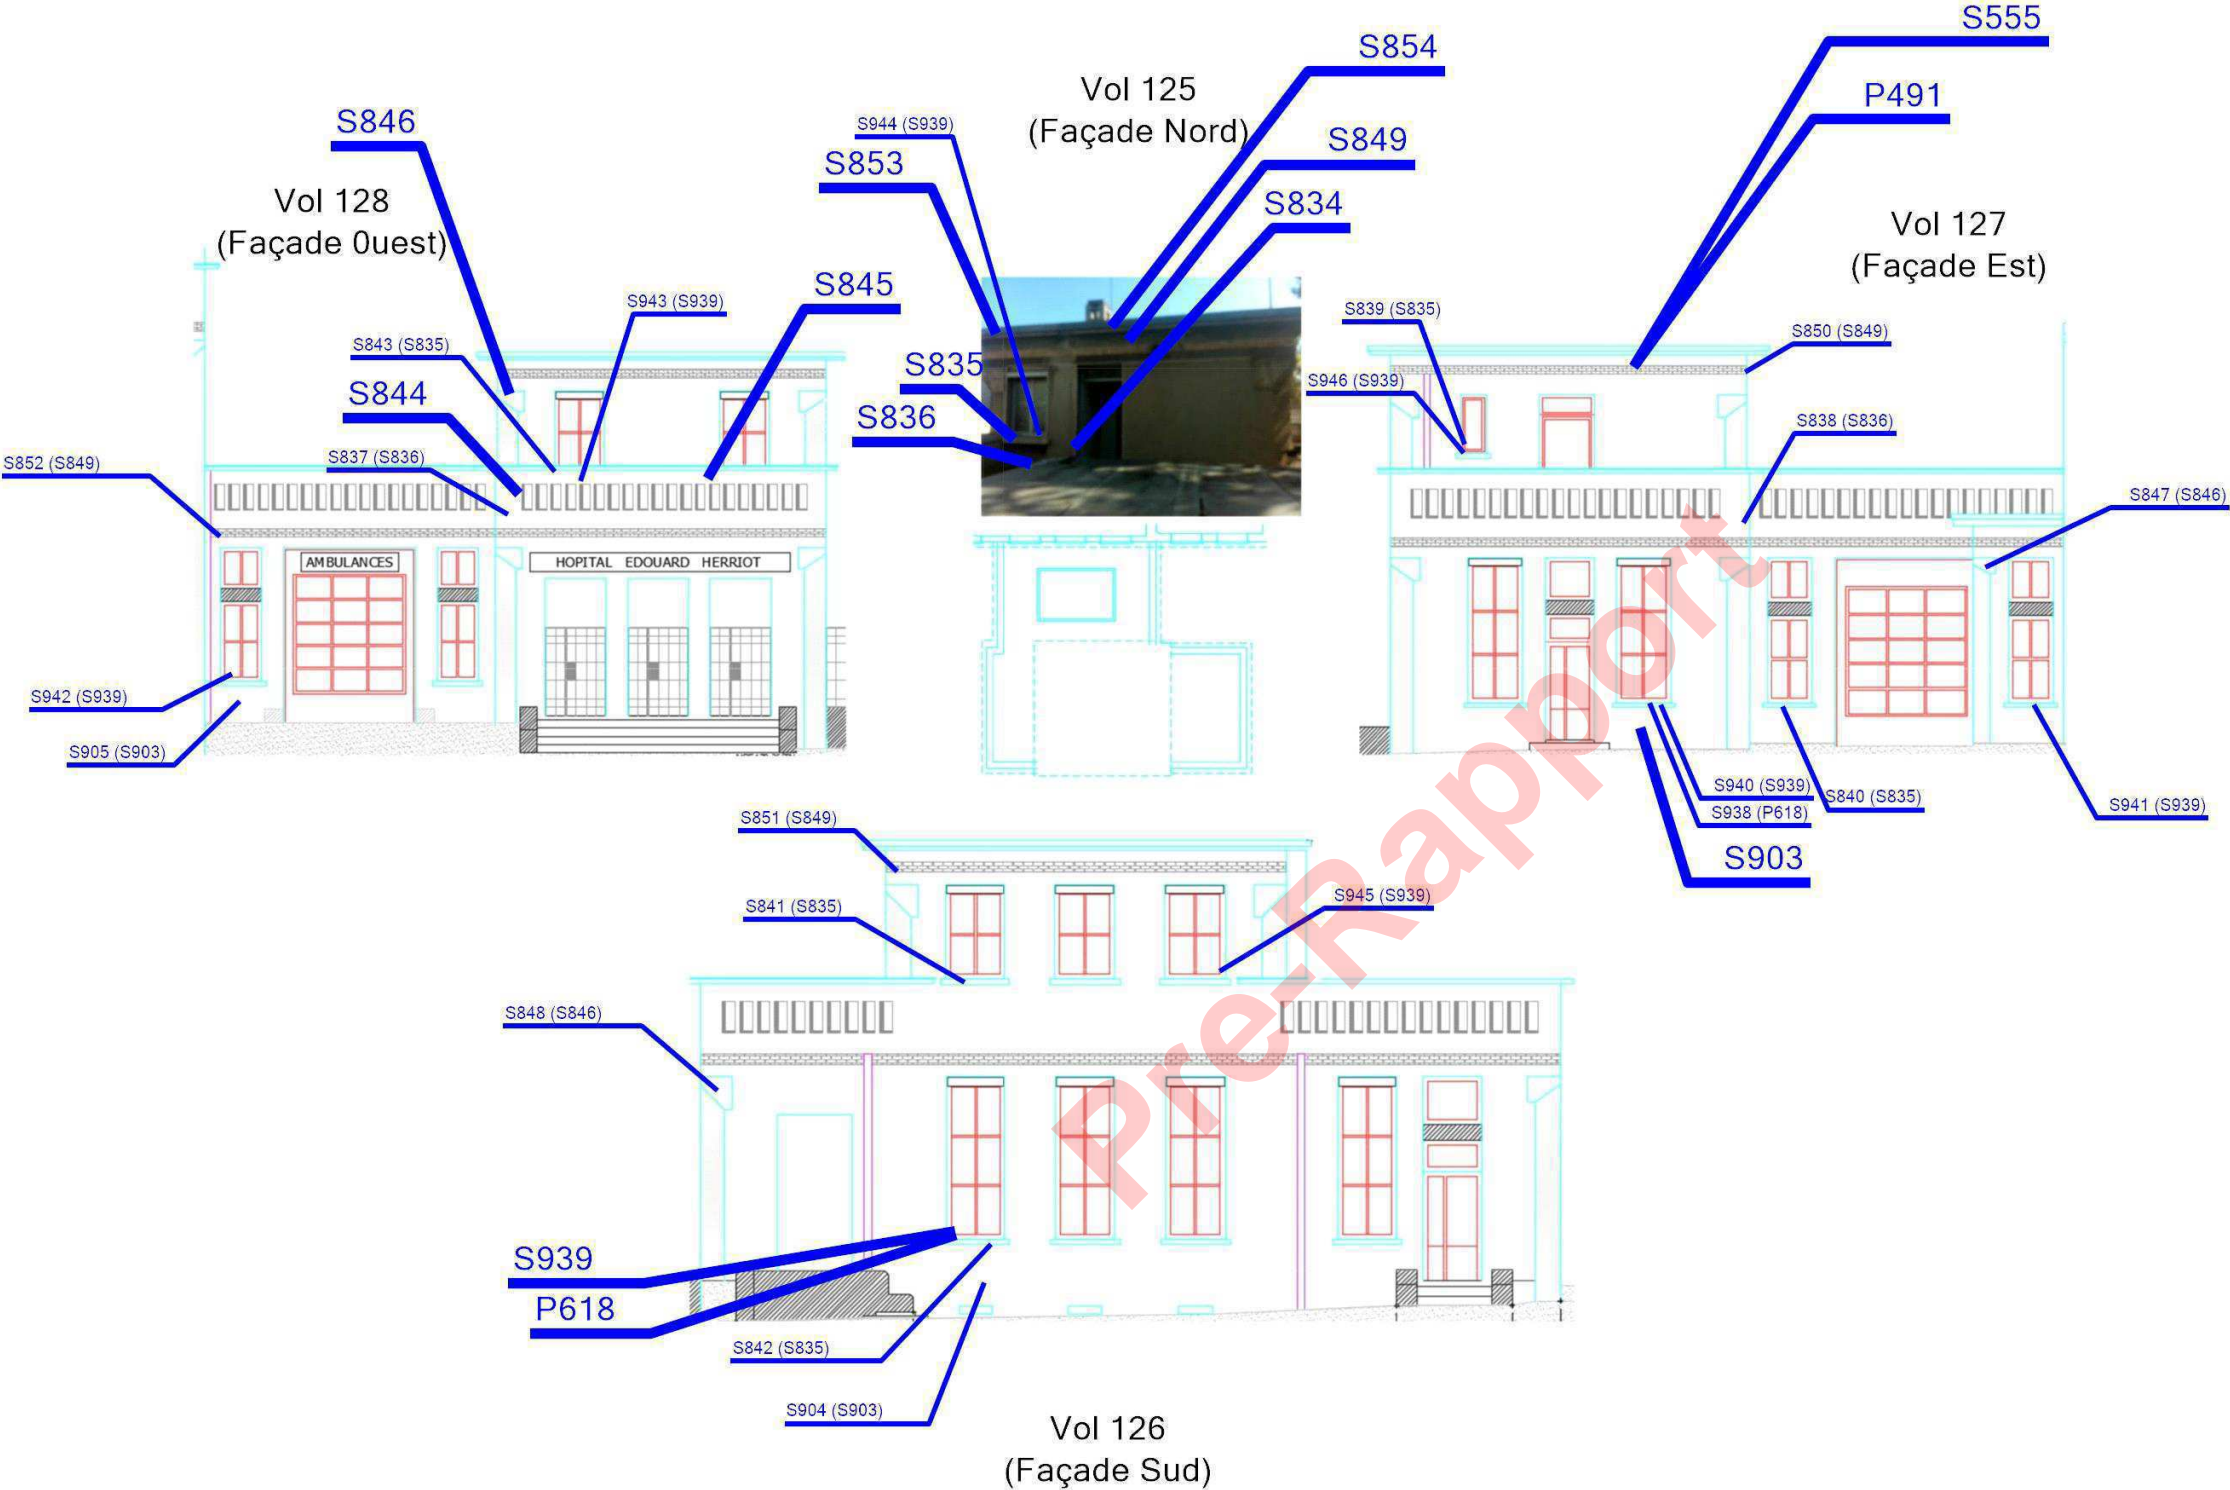 S555
S854
P491
Vol 125
(Façade Nord)
S846
S944 (S939)
S849
S853
Vol 128
(Façade 0uest)
S834
Vol 127
(Façade Est)
S845
S943 (S939)
S839 (S835)
S850 (S849)
S843 (S835)
S835
S946 (S939)
S844
S836
S838 (S836)
S852 (S849)
S837 (S836)
S847 (S846)
AMBULANCES
HOPITAL EDOUARD HERRIOT
S942 (S939)
S905 (S903)
S940 (S939)
S840 (S835)
S938 (P618)
S941 (S939)
S903
S851 (S849)
S841 (S835)
S945 (S939)
S848 (S846)
Pre-Rapport
S939
P618
S842 (S835)
S904 (S903)
Vol 126
(Façade Sud)